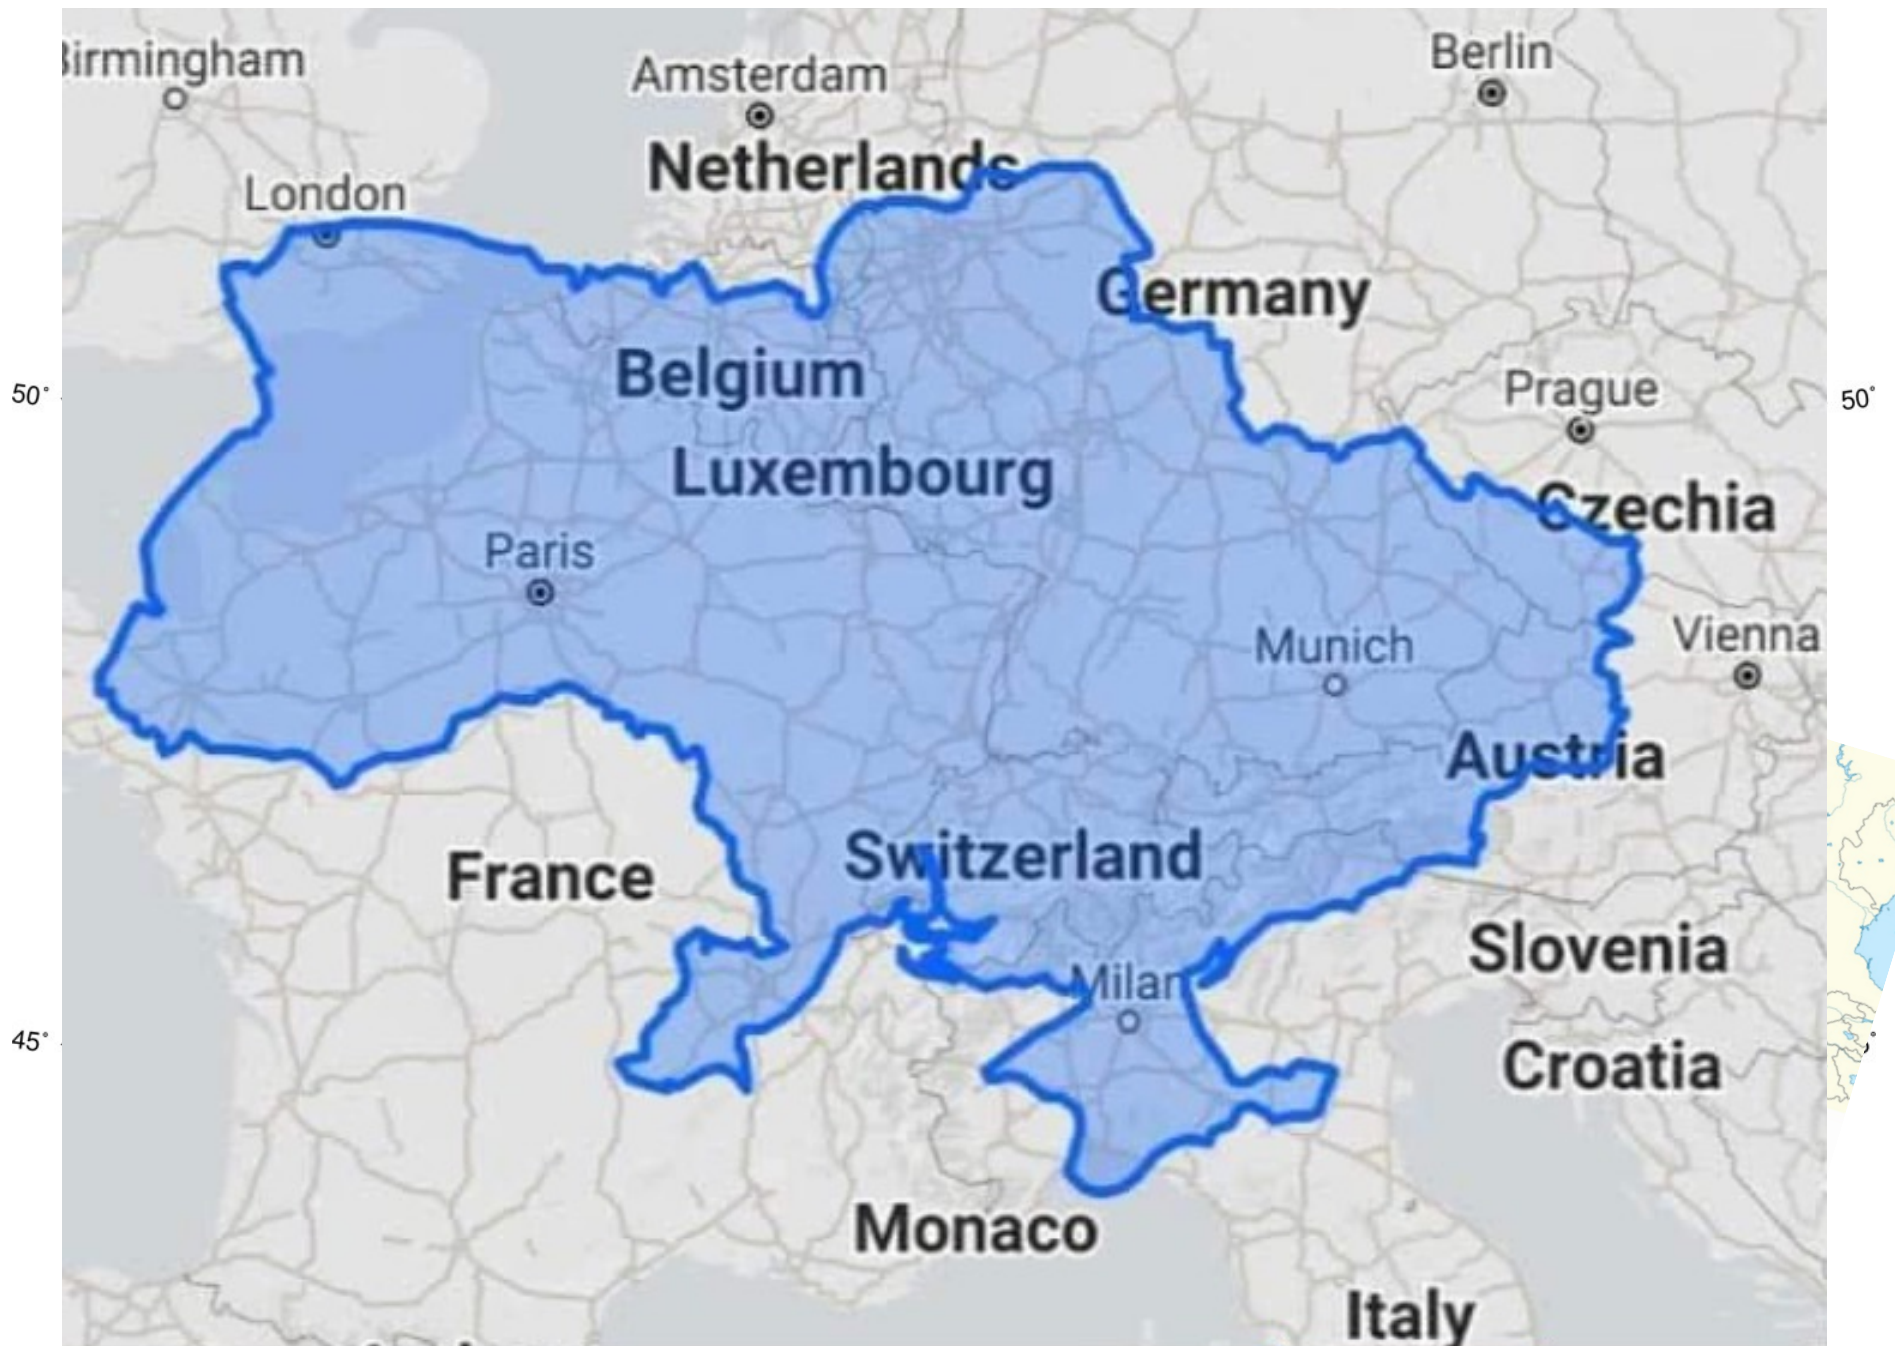 Birmingham
Berlin
Amsterdam
Netherlands
London
Germany
Belgium
50°
Prague
50°
Luxembourg
Czechia
Paris
Munich
Vienna
Austria
Switzerland
France
Slovenia
Milan
45°
Croatia
Monaco
Italy